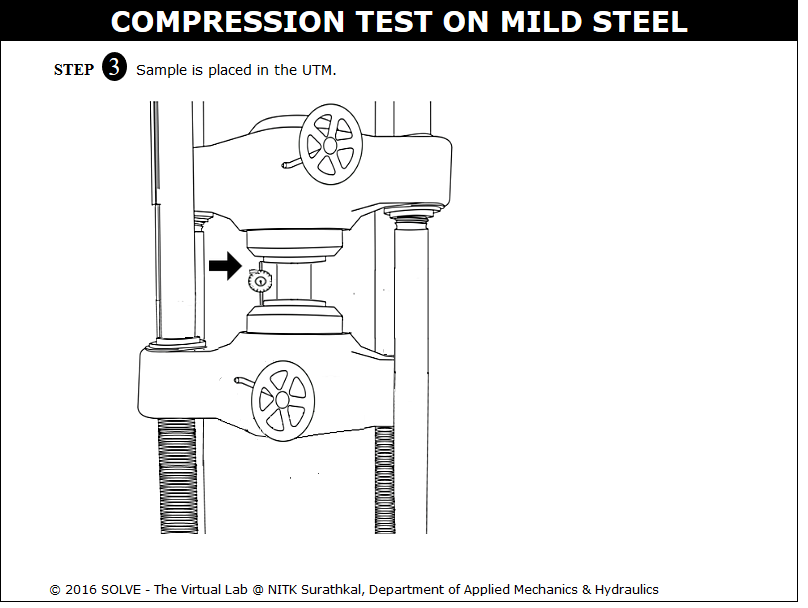 COMPRESSION TEST ON MILD STEEL
STEP 3 Sample is placed in the UTM.
© 2016 SOLVE - The Virtual Lab @ NITK Surathkal, Department of Applied Mechanics & Hydraulics